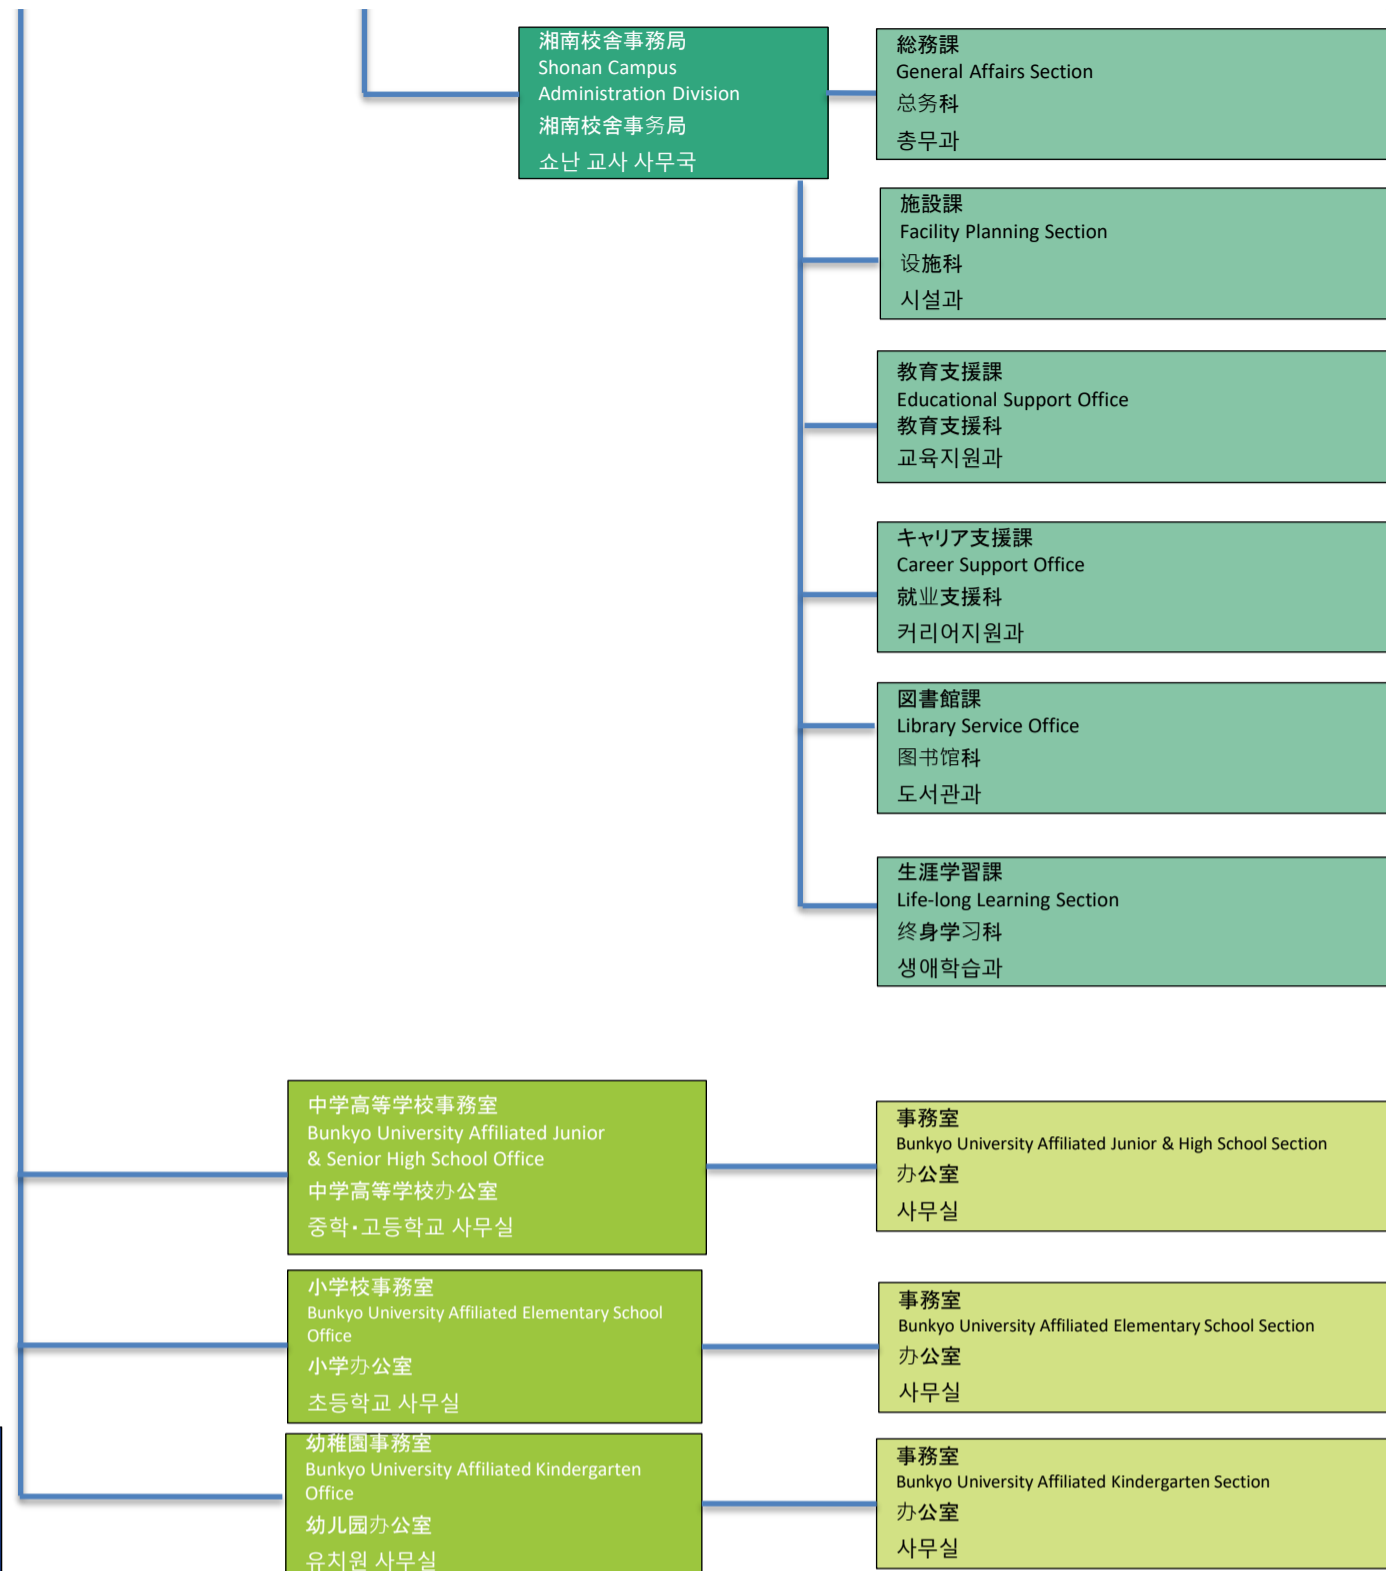 湘南校舎事務局
Shonan Campus
Administration Division
湘南校舍事务局
쇼난 교사 사무국
総務課
General Affairs Section
总务科
총무과
施設課
Facility Planning Section
设施科
시설과
教育支援課
Educational Support Office
教育支援科
교육지원과
キャリア支援課
Career Support Office
就业支援科
커리어지원과
図書館課
Library Service Office
图书馆科
도서관과
生涯学習課
Life-long Learning Section
终身学习科
생애학습과
中学高等学校事務室
Bunkyo University Affiliated Junior
& Senior High School Office
中学高等学校办公室
중학・고등학교 사무실
事務室
Bunkyo University Affiliated Junior & High School Section
办公室
사무실
小学校事務室
Bunkyo University Affiliated Elementary School
Office
小学办公室
초등학교 사무실
事務室
Bunkyo University Affiliated Elementary School Section
办公室
사무실
幼稚園事務室
Bunkyo University Affiliated Kindergarten
Office
幼儿园办公室
유치원 사무실
事務室
Bunkyo University Affiliated Kindergarten Section
办公室
사무실